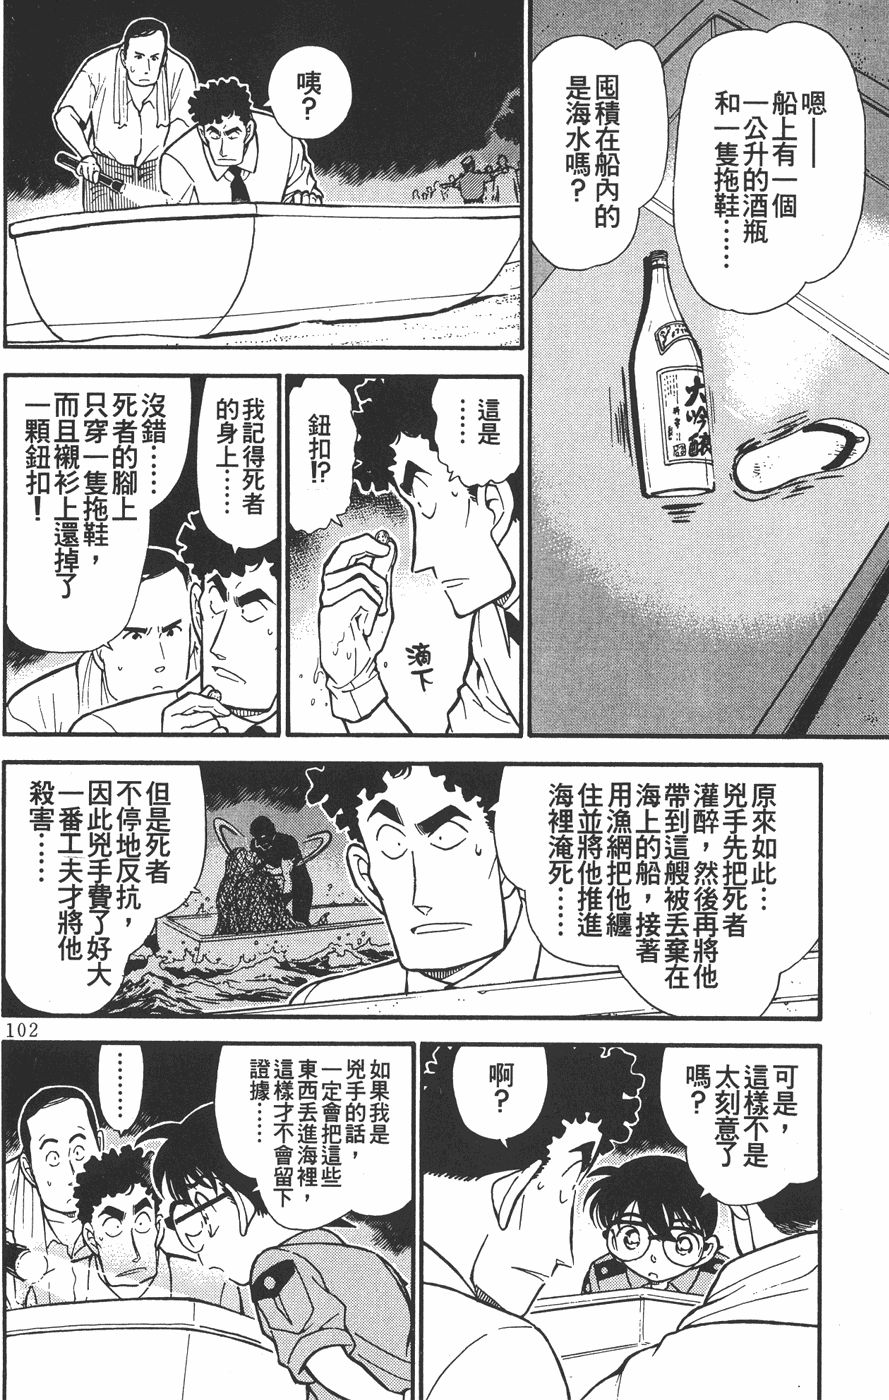 嗯——
船上有一個
一公升的酒瓶
和一隻拖鞋……
囤積在船內的
是海水嗎？
大吟釀
咦？
這是
……
鈕扣!?
滴下
我記得死者
的身上……
沒錯……
死者的腳上
只穿一隻拖鞋，
而且襯衫上還掉了
一顆鈕扣！
原來如此…
兇手先把死者
灌醉，然後再將他
帶到這艘被丟棄在
海上的船，接著
用漁網把他纏
住並將他推進
海裡淹死……
但是死者
不停地反抗，
因此兇手費了好大
一番工夫才將他
殺害……
102
可是，
這樣不是
太刻意了
嗎？
啊？
如果我是
兇手的話，
一定會把這些
東西丟進海裡，
這樣才不會留下
證據……
……